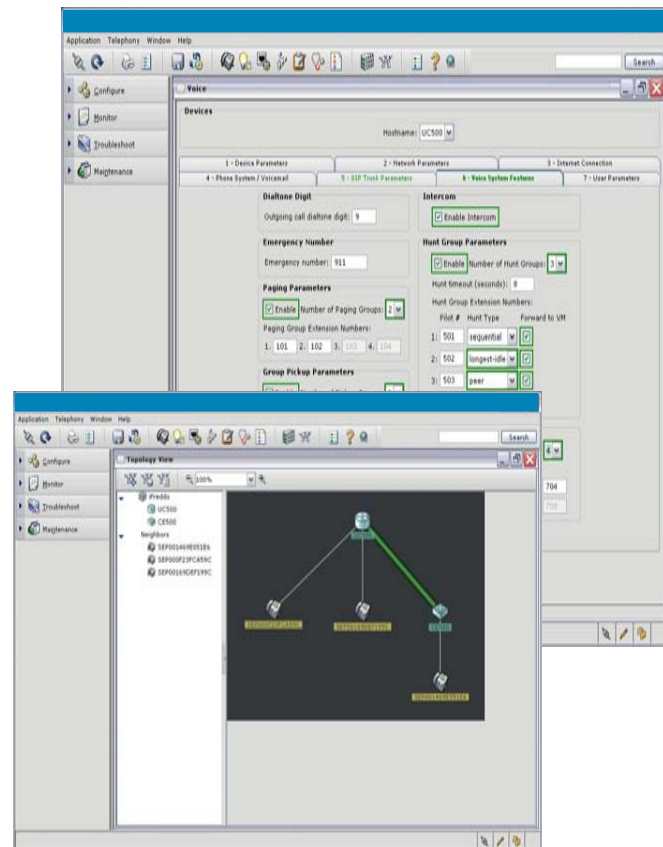 Application Telephony Window Help
Search
Configure
Monitor
Troubleshoot
Maintenance
Voice
Devices
Hostname: UC500
1 - Device Parameters 2 - Network Parameters 3 - Internet Connection
4 - Phone System / Voicemail 5 - SIP Trunk Parameters 6 - Voice System Features 7 - User Parameters
Dialtone Digit
Outgoing call dialtone digit: 9
Emergency Number
Emergency number: 911
Paging Parameters
Enable Number of Paging Groups: 2
Paging Group Extension Numbers:
1. 101 2. 102 3. 103 4. 104
Group Pickup Parameters
Intercom
Enable Intercom
Hunt Group Parameters
Enable Number of Hunt Groups: 3
Hunt timeout (seconds): 8
Hunt Group Extension Numbers:
Pilot # Hunt Type Forward to VM
1: 501 sequential
2: 502 longest-idle
3: 503 peer
4
704
Application Telephony Window Help
Search
Configure
Monitor
Troubleshoot
Maintenance
Topology View
100%
UC500
CE500
Neighbors
SEP001469E051E6
SEP000F23FCA59C
SEP00169DEF199C
CE500